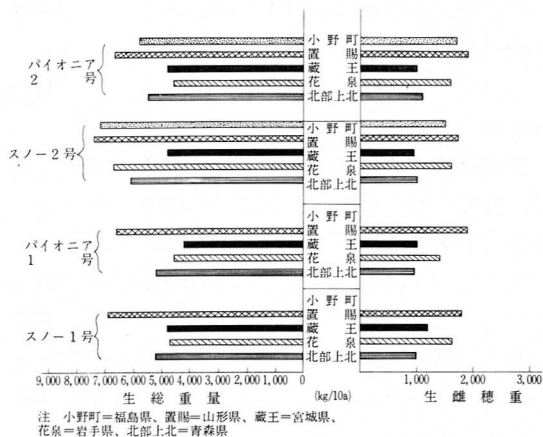 パイオニア
2号
小野町
置賜
蔵王
花泉
北部上北
スノー2号
小野町
置賜
蔵王
花泉
北部上北
パイオニア
1号
小野町
置賜
蔵王
花泉
北部上北
スノー1号
小野町
置賜
蔵王
花泉
北部上北
9,000 8,000 7,000 6,000 5,000 4,000 3,000 2,000 1,000 0 (kg/10a) 1,000 2,000 3,000
生総重量 生雌穂重
注 小野町=福島県、置賜=山形県、蔵王=宮城県、
花泉=岩手県、北部上北=青森県